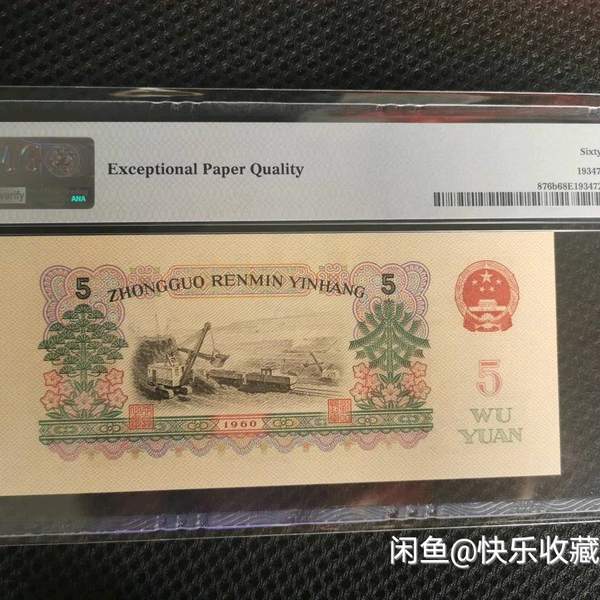 Exceptional Paper Quality
Sixty
19347
876b68E193472
ANA
5 ZHONGGUO RENMIN YINHANG 5
1960
5
WU
YUAN
闲鱼@快乐收藏